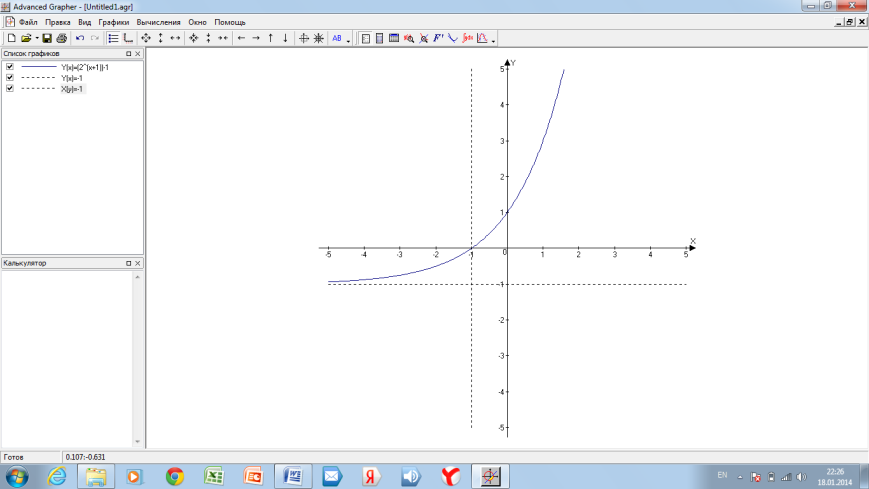 Advanced Grapher - [Untitled1.agr]
Файл Правка Вид Графики Вычисления Окно Помощь
AB F'
Список графиков
Y(x)=(2^(x+1))-1
Y(x)=-1
X(y)=-1
Калькулятор
Y
5
4
3
2
1
X
-5 -4 -3 -2 -1 0 1 2 3 4 5
-1
-2
-3
-4
-5
Готов 0.107:-0.631
EN 22:26
18.01.2014